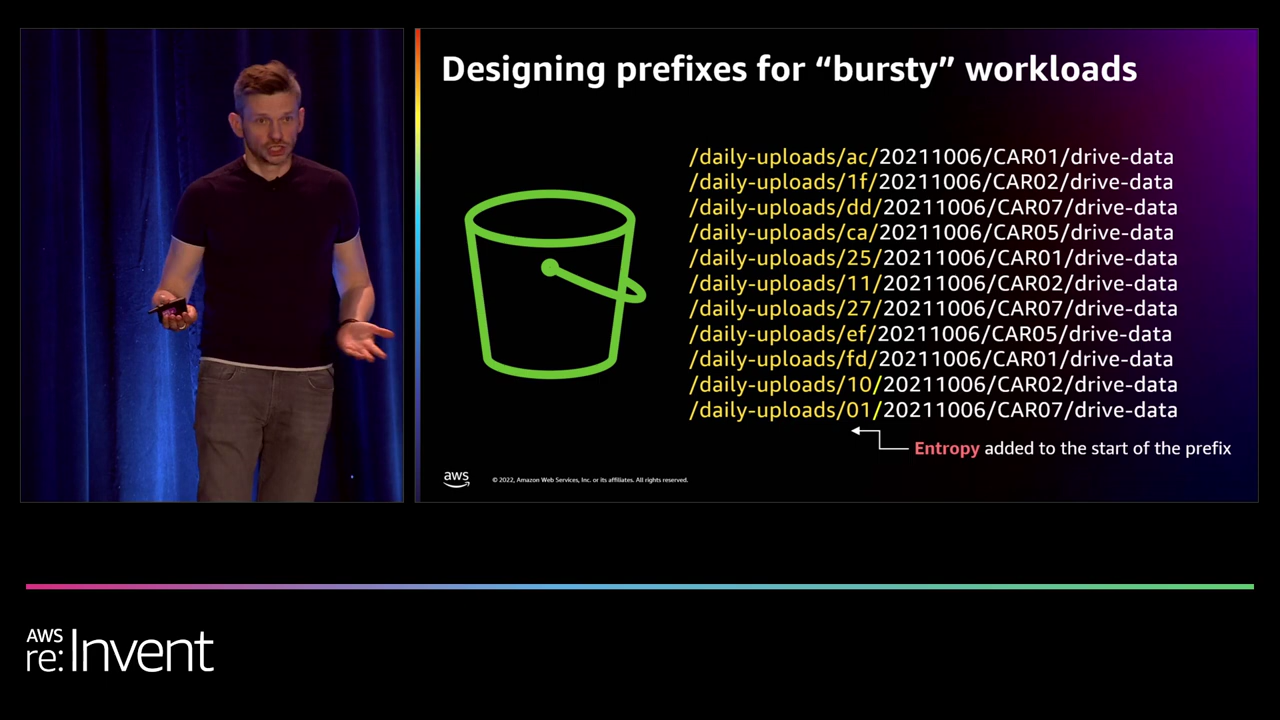 Designing prefixes for “bursty” workloads
/daily-uploads/ac/20211006/CAR01/drive-data
/daily-uploads/1f/20211006/CAR02/drive-data
/daily-uploads/dd/20211006/CAR07/drive-data
/daily-uploads/ca/20211006/CAR05/drive-data
/daily-uploads/25/20211006/CAR01/drive-data
/daily-uploads/11/20211006/CAR02/drive-data
/daily-uploads/27/20211006/CAR07/drive-data
/daily-uploads/ef/20211006/CAR05/drive-data
/daily-uploads/fd/20211006/CAR01/drive-data
/daily-uploads/10/20211006/CAR02/drive-data
/daily-uploads/01/20211006/CAR07/drive-data
Entropy added to the start of the prefix
aws
© 2022, Amazon Web Services, Inc. or its affiliates. All rights reserved.
AWS
re:Invent